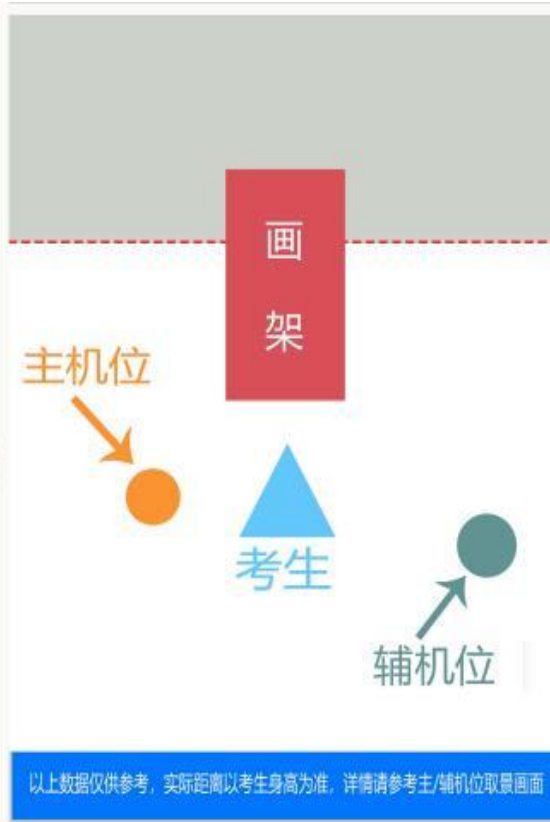 画
架
主机位
考生
辅机位
以上数据仅供参考，实际距离以考生身高为准，详情请参考主/辅机位取景画面